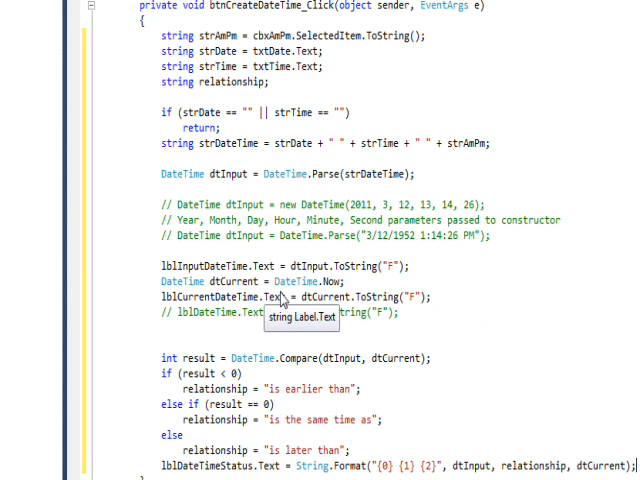 private void btnCreateDateTime_Click(object sender, EventArgs e)
{
string strAmPm = cbxAmPm.SelectedItem.ToString();
string strDate = txtDate.Text;
string strTime = txtTime.Text;
string relationship;
if (strDate == "" || strTime == "")
return;
string strDateTime = strDate + " " + strTime + " " + strAmPm;
DateTime dtInput = DateTime.Parse(strDateTime);
// DateTime dtInput = new DateTime(2011, 3, 12, 13, 14, 26);
// Year, Month, Day, Hour, Minute, Second parameters passed to constructor
// DateTime dtInput = DateTime.Parse("3/12/1952 1:14:26 PM");
lblInputDateTime.Text = dtInput.ToString("F");
DateTime dtCurrent = DateTime.Now;
lblCurrentDateTime.Text = dtCurrent.ToString("F");
// lblDateTime.Text tring("F");
string Label.Text
int result = DateTime.Compare(dtInput, dtCurrent);
if (result < 0)
relationship = "is earlier than";
else if (result == 0)
relationship = "is the same time as";
else
relationship = "is later than";
lblDateTimeStatus.Text = String.Format("{0} {1} {2}", dtInput, relationship, dtCurrent);
}